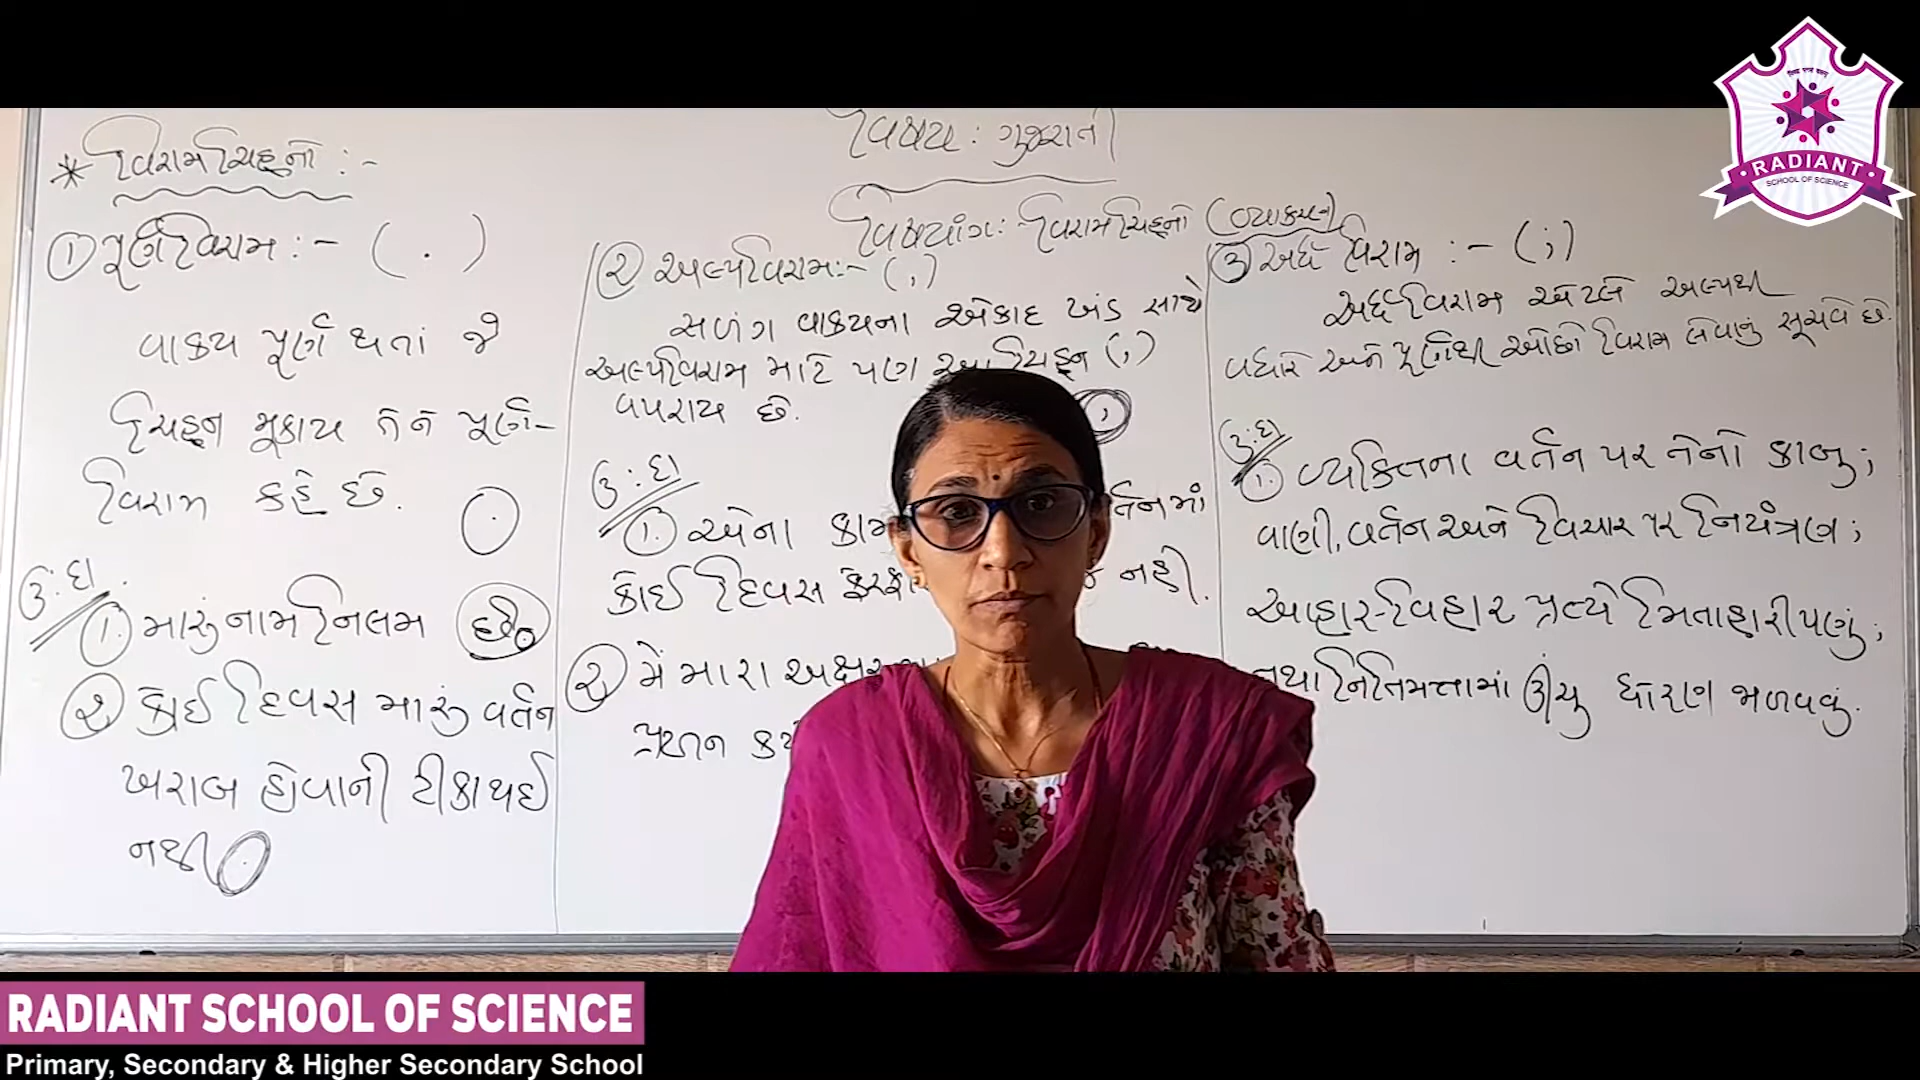 વિષય : ગુજરાતી
વિષયાંગ :- વિરામચિહ્નો (વ્યાકરણ)
* વિરામચિહ્નો :-
① પૂર્ણવિરામ :- ( . )
વાક્ય પૂર્ણ થતાં જે
ચિહ્ન મૂકાય તેને પૂર્ણ-
વિરામ કહે છે.
ઉ.દા.
①. મારું નામ નિલમ છે.
② કોઈ દિવસ મારું વર્તન
ખરાબ હોવાની ટીકા થઈ
નથી.
② અલ્પવિરામ :- ( , )
સળંગ વાક્યના એકાદ ખંડ સાથે
અલ્પવિરામ માટે પણ આ ચિહ્ન (,)
વપરાય છે. ,
ઉ.દા.
①. એના વર્તનમાં
કોઈ દિવસ નહી.
② મેં મારા
③ અર્ધ વિરામ :- ( ; )
અર્ધવિરામ એટલે અલ્પથી
વધારે અને પૂર્ણથી ઓછો વિરામ લેવાનું સૂચવે છે.
ઉ.દા.
①. વ્યક્તિના વર્તન પર તેનો કાબુ ;
વાણી, વર્તન અને વિચાર પર નિયંત્રણ ;
આહાર-વિહાર પ્રત્યે મિતાહારીપણું ;
તથા નિતિમત્તામાં ઊંચુ ધોરણ જાળવવું.
RADIANT
SCHOOL OF SCIENCE
RADIANT SCHOOL OF SCIENCE
Primary, Secondary & Higher Secondary School